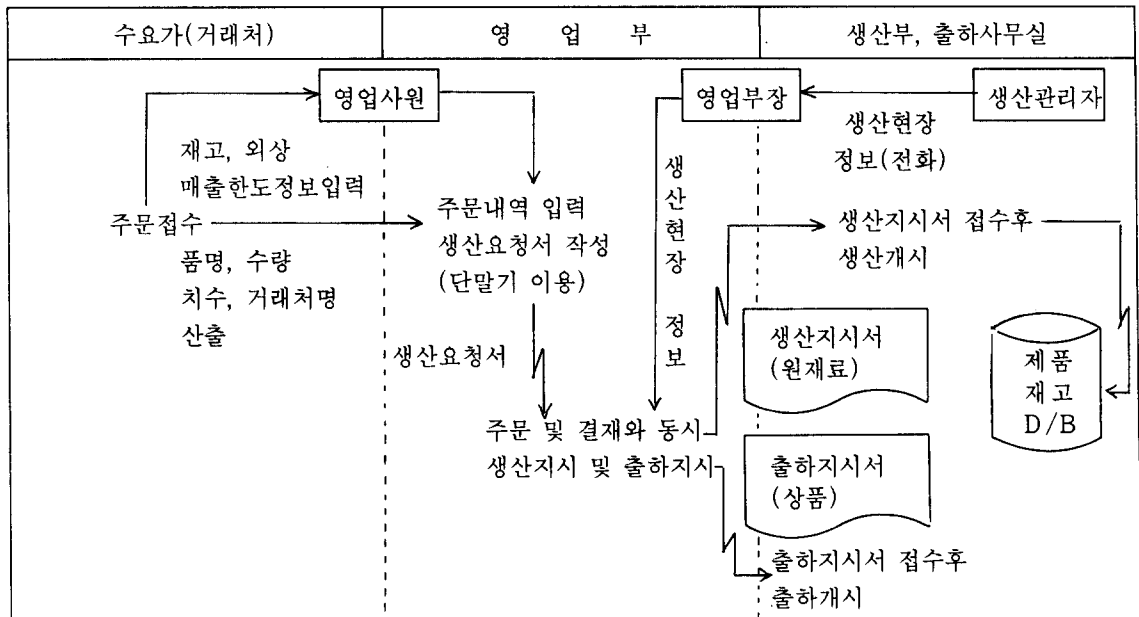 수요가(거래처)
영 업 부
생산부, 출하사무실
영업사원
영업부장
생산관리자
생산현장
정보(전화)
재고, 외상
매출한도정보입력
주문접수
품명, 수량
치수, 거래처명
산출
주문내역 입력
생산요청서 작성
(단말기 이용)
생산요청서
생산현장 정보
생산지시서 접수후
생산개시
생산지시서
(원재료)
제품
재고
D/B
주문 및 결재와 동시
생산지시 및 출하지시
출하지시서
(상품)
출하지시서 접수후
출하개시